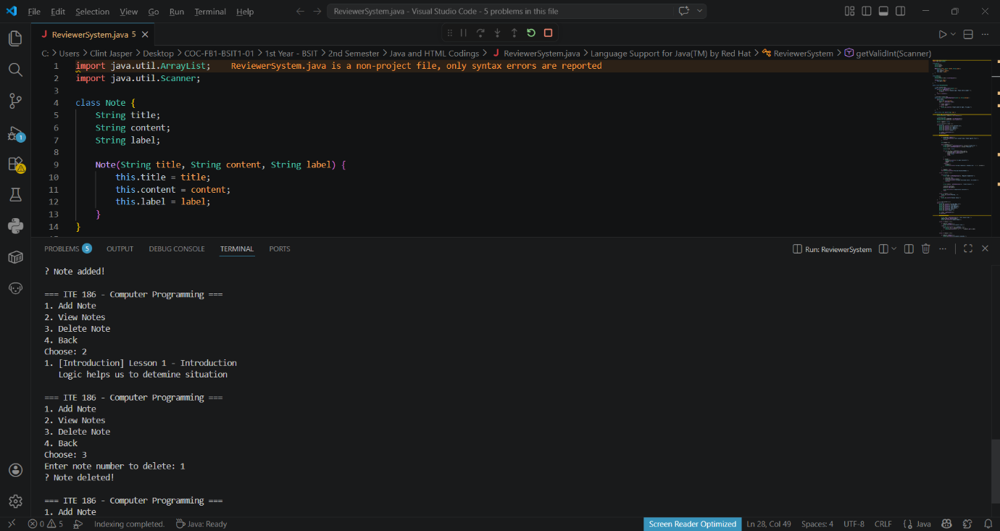 File Edit Selection View Go Run Terminal Help
ReviewerSystem.java - Visual Studio Code - 5 problems in this file
ReviewerSystem.java 5
C: > Users > Clint Jasper > Desktop > COC-FB1-BSIT1-01 > 1st Year - BSIT > 2nd Semester > Java and HTML Codings > J ReviewerSystem.java > Language Support for Java(TM) by Red Hat > ReviewerSystem > getValidInt(Scanner)
1 import java.util.ArrayList; ReviewerSystem.java is a non-project file, only syntax errors are reported
2 import java.util.Scanner;
3
4 class Note {
5 String title;
6 String content;
7 String label;
8
9 Note(String title, String content, String label) {
10 this.title = title;
11 this.content = content;
12 this.label = label;
13 }
14 }
PROBLEMS 5 OUTPUT DEBUG CONSOLE TERMINAL PORTS
Run: ReviewerSystem
? Note added!
=== ITE 186 - Computer Programming ===
1. Add Note
2. View Notes
3. Delete Note
4. Back
Choose: 2
1. [Introduction] Lesson 1 - Introduction
Logic helps us to detemine situation
=== ITE 186 - Computer Programming ===
1. Add Note
2. View Notes
3. Delete Note
4. Back
Choose: 3
Enter note number to delete: 1
? Note deleted!
=== ITE 186 - Computer Programming ===
1. Add Note
0 5 Indexing completed. Java: Ready
Screen Reader Optimized Ln 28, Col 49 Spaces: 4 UTF-8 CRLF {} Java